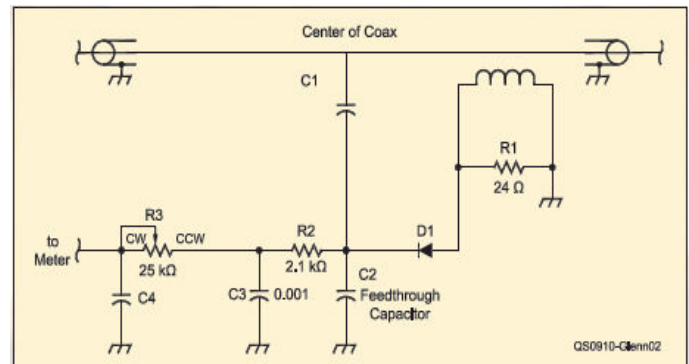 Center of Coax
C1
R1
24 Ω
R3
CW
CCW
to
Meter
25 kΩ
R2
2.1 kΩ
D1
C4
C3
0.001
C2
Feedthrough
Capacitor
QS0910-Glenn02